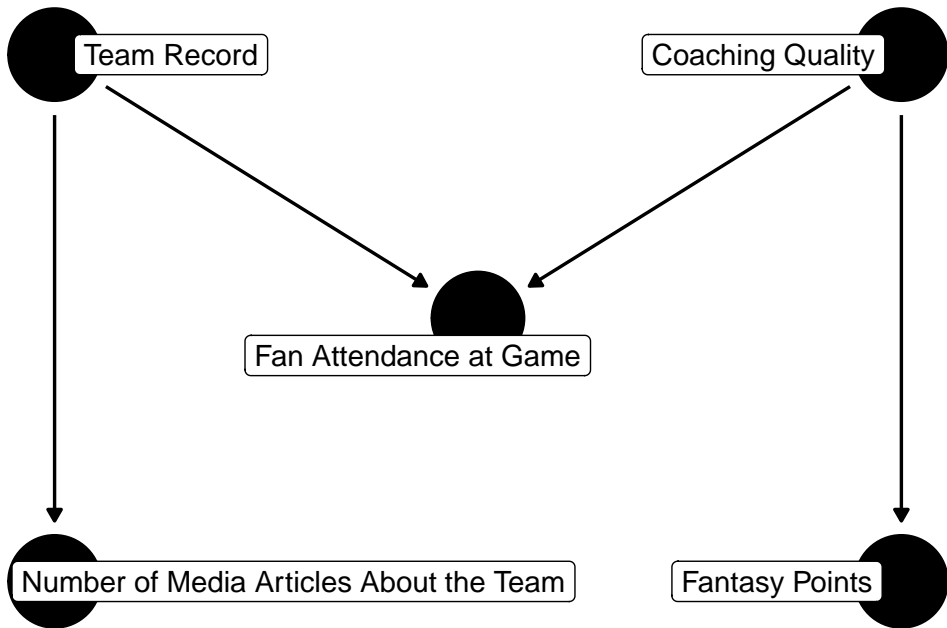 Team Record
Coaching Quality
Fan Attendance at Game
Number of Media Articles About the Team
Fantasy Points